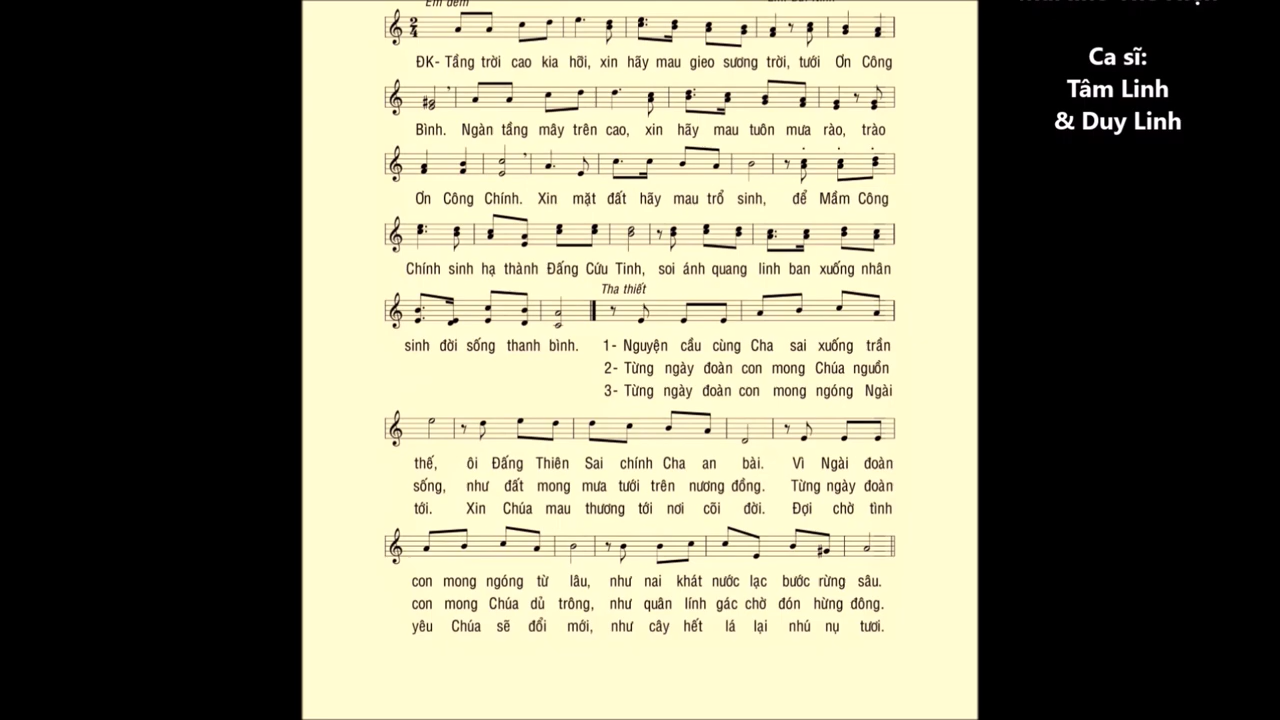 Êm đềm
ĐK- Tầng trời cao kia hỡi, xin hãy mau gieo sương trời, tưới Ơn Công
Bình. Ngàn tầng mây trên cao, xin hãy mau tuôn mưa rào, trào
Ơn Công Chính. Xin mặt đất hãy mau trổ sinh, để Mầm Công
Chính sinh hạ thành Đấng Cứu Tinh, soi ánh quang linh ban xuống nhân
Tha thiết
sinh đời sống thanh bình. 1- Nguyện cầu cùng Cha sai xuống trần
2- Từng ngày đoàn con mong Chúa nguồn
3- Từng ngày đoàn con mong ngóng Ngài
thế, ôi Đấng Thiên Sai chính Cha an bài. Vì Ngài đoàn
sống, như đất mong mưa tưới trên nương đồng. Từng ngày đoàn
tới. Xin Chúa mau thương tới nơi cõi đời. Đợi chờ tình
con mong ngóng từ lâu, như nai khát nước lạc bước rừng sâu.
con mong Chúa dủ trông, như quân lính gác chờ đón hừng đông.
yêu Chúa sẽ đổi mới, như cây hết lá lại nhú nụ tươi.
Ca sĩ:
Tâm Linh
& Duy Linh